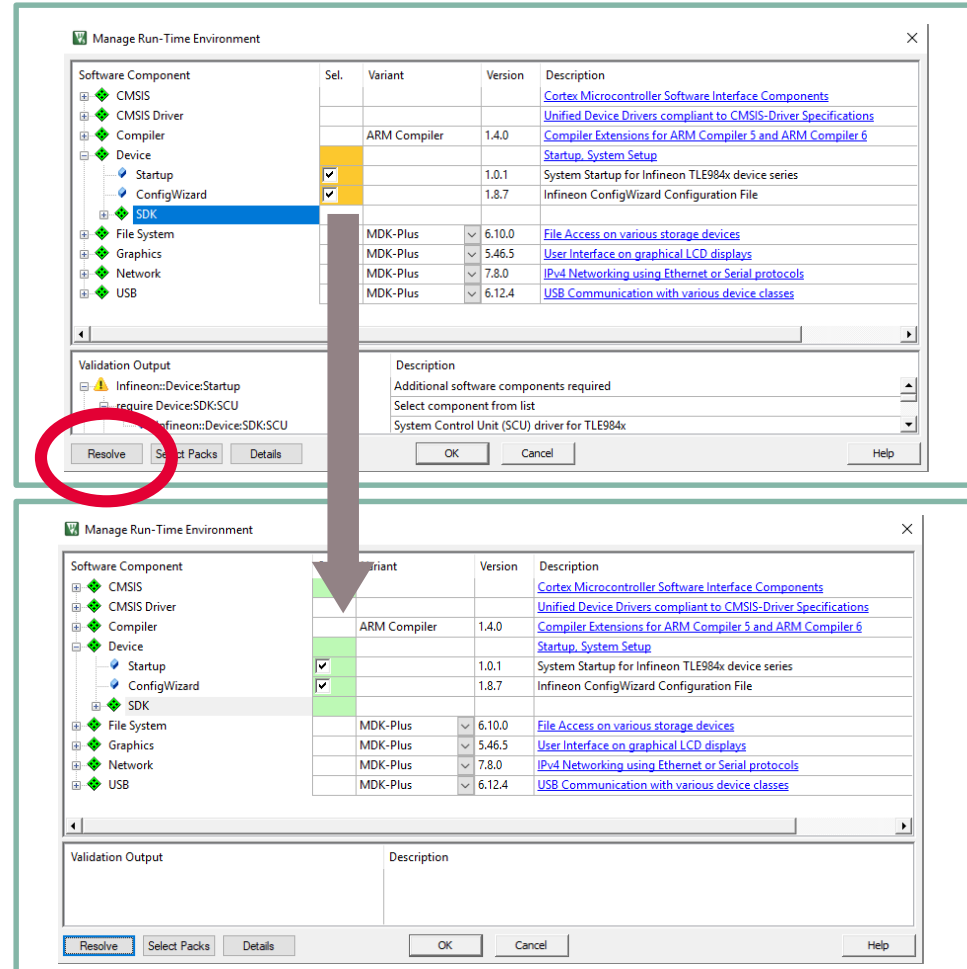 Manage Run-Time Environment
Software Component Sel. Variant Version Description
CMSIS Cortex Microcontroller Software Interface Components
CMSIS Driver Unified Device Drivers compliant to CMSIS-Driver Specifications
Compiler ARM Compiler 1.4.0 Compiler Extensions for ARM Compiler 5 and ARM Compiler 6
Device Startup, System Setup
Startup 1.0.1 System Startup for Infineon TLE984x device series
ConfigWizard 1.8.7 Infineon ConfigWizard Configuration File
SDK
File System MDK-Plus 6.10.0 File Access on various storage devices
Graphics MDK-Plus 5.46.5 User Interface on graphical LCD displays
Network MDK-Plus 7.8.0 IPv4 Networking using Ethernet or Serial protocols
USB MDK-Plus 6.12.4 USB Communication with various device classes
Validation Output Description
Infineon::Device:Startup Additional software components required
require Device:SDK:SCU Select component from list
Infineon::Device:SDK:SCU System Control Unit (SCU) driver for TLE984x
Resolve Select Packs Details OK Cancel Help
Manage Run-Time Environment
Software Component Variant Version Description
CMSIS Cortex Microcontroller Software Interface Components
CMSIS Driver Unified Device Drivers compliant to CMSIS-Driver Specifications
Compiler ARM Compiler 1.4.0 Compiler Extensions for ARM Compiler 5 and ARM Compiler 6
Device Startup, System Setup
Startup 1.0.1 System Startup for Infineon TLE984x device series
ConfigWizard 1.8.7 Infineon ConfigWizard Configuration File
SDK
File System MDK-Plus 6.10.0 File Access on various storage devices
Graphics MDK-Plus 5.46.5 User Interface on graphical LCD displays
Network MDK-Plus 7.8.0 IPv4 Networking using Ethernet or Serial protocols
USB MDK-Plus 6.12.4 USB Communication with various device classes
Validation Output Description
Resolve Select Packs Details OK Cancel Help